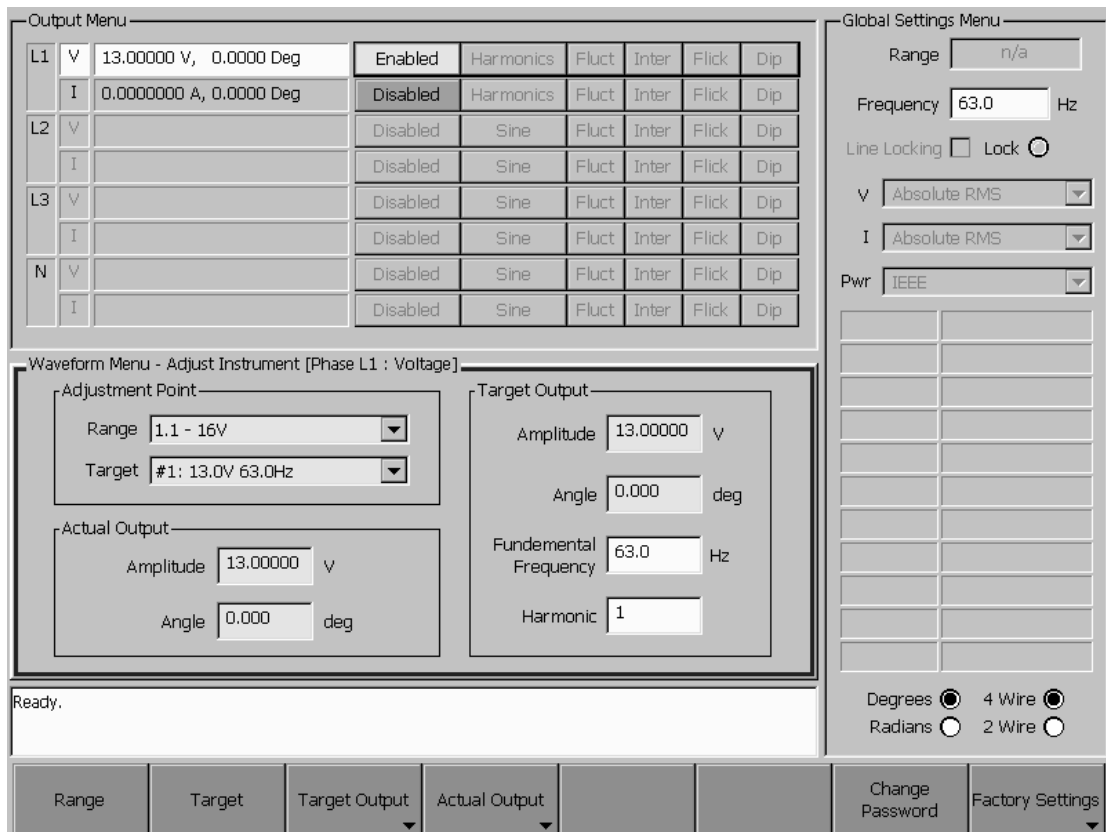 Output Menu
L1 V 13.00000 V, 0.0000 Deg Enabled Harmonics Fluct Inter Flick Dip
I 0.0000000 A, 0.0000 Deg Disabled Harmonics Fluct Inter Flick Dip
L2 V Disabled Sine Fluct Inter Flick Dip
I Disabled Sine Fluct Inter Flick Dip
L3 V Disabled Sine Fluct Inter Flick Dip
I Disabled Sine Fluct Inter Flick Dip
N V Disabled Sine Fluct Inter Flick Dip
I Disabled Sine Fluct Inter Flick Dip
Waveform Menu - Adjust Instrument [Phase L1 : Voltage]
Adjustment Point
Range 1.1 - 16V
Target #1: 13.0V 63.0Hz
Actual Output
Amplitude 13.00000 V
Angle 0.000 deg
Target Output
Amplitude 13.00000 V
Angle 0.000 deg
Fundemental
Frequency 63.0 Hz
Harmonic 1
Ready.
Global Settings Menu
Range n/a
Frequency 63.0 Hz
Line Locking Lock
V Absolute RMS
I Absolute RMS
Pwr IEEE
Degrees 4 Wire
Radians 2 Wire
Range Target Target Output Actual Output Change
Password Factory Settings